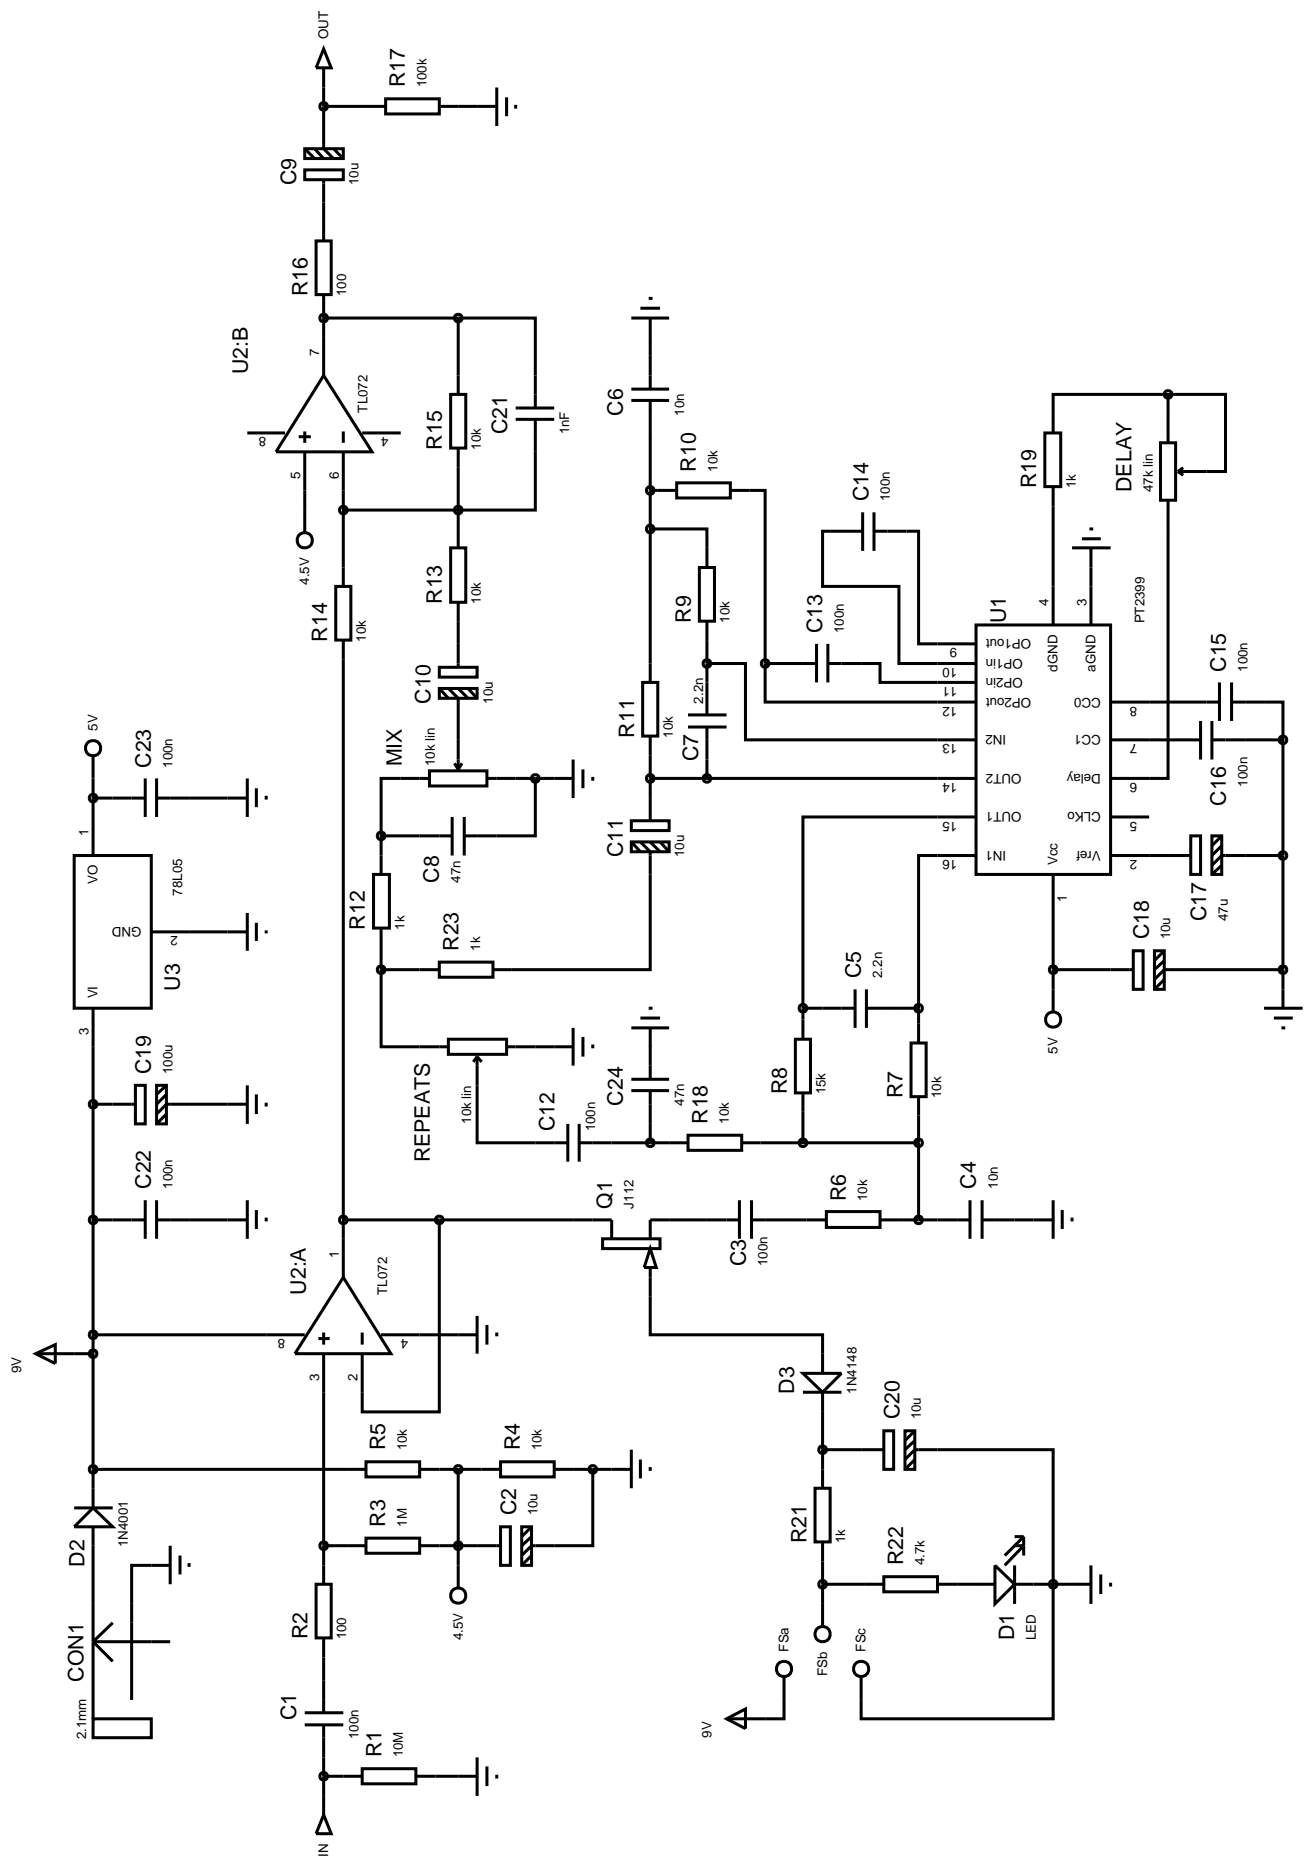 CON1
2.1mm
D2
1N4001
9V
C22
100n
C19
100u
U3
78L05
VI
VO
GND
3
1
2
C23
100n
5V
IN
R1
10M
C1
100n
R2
100
R3
1M
R5
10k
R4
10k
C2
10u
4.5V
U2:A
TL072
3
2
8
4
1
R14
10k
4.5V
U2:B
TL072
5
6
8
4
7
R15
10k
C21
1nF
R16
100
C9
10u
R17
100k
OUT
REPEATS
10k lin
R12
1k
R23
1k
C8
47n
MIX
10k lin
C10
10u
R13
10k
C12
100n
C24
47n
R18
10k
Q1
J112
C3
100n
R6
10k
C4
10n
R8
15k
R7
10k
C5
2.2n
C11
10u
R11
10k
C7
2.2n
R9
10k
R10
10k
C6
10n
C13
100n
C14
100n
U1
PT2399
IN1
OUT1
OUT2
IN2
OP2out
OP2in
OP1in
OP1out
16
15
14
13
12
11
10
9
Vcc
dGND
aGND
1
4
3
Vref
CLKo
Delay
CC1
CC0
2
5
6
7
8
5V
C18
10u
C17
47u
C16
100n
C15
100n
R19
1k
DELAY
47k lin
9V
FSa
FSb
FSc
R21
1k
R22
4.7k
D1
LED
D3
1N4148
C20
10u